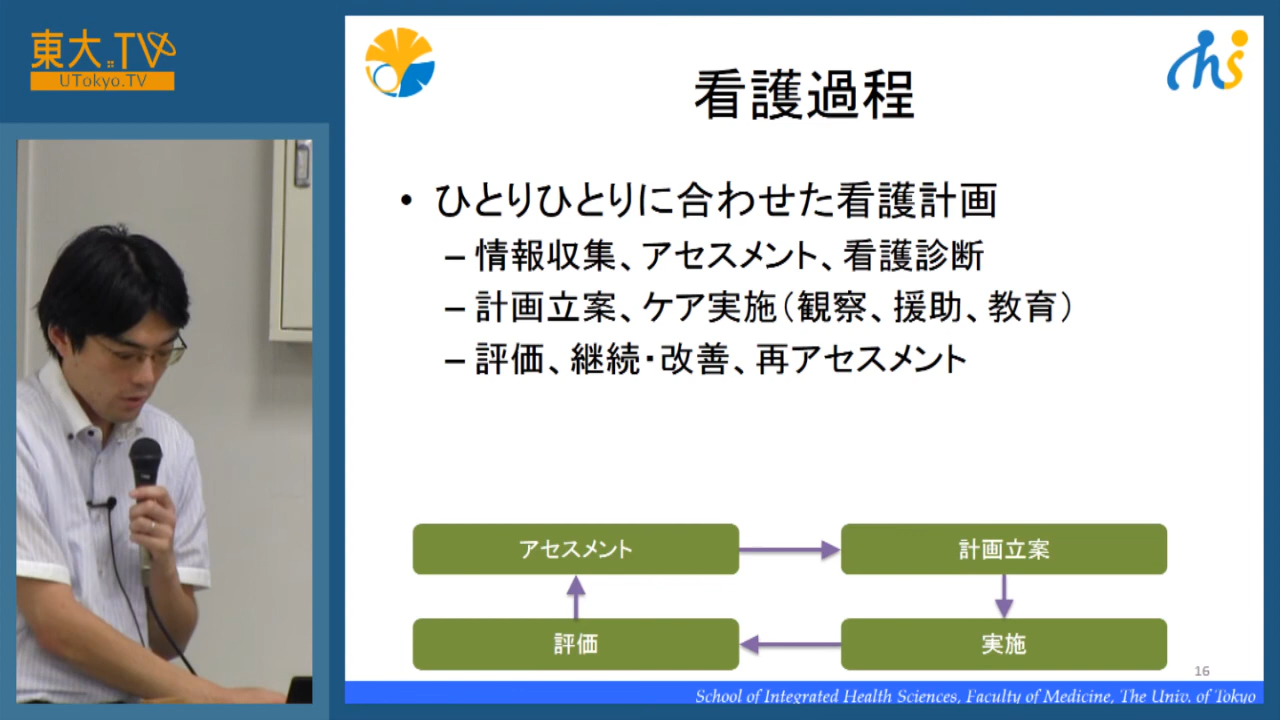 東大.TV
UTokyo.TV
看護過程
• ひとりひとりに合わせた看護計画
– 情報収集、アセスメント、看護診断
– 計画立案、ケア実施(観察、援助、教育)
– 評価、継続・改善、再アセスメント
アセスメント
計画立案
評価
実施
16
School of Integrated Health Sciences, Faculty of Medicine, The Univ. of Tokyo